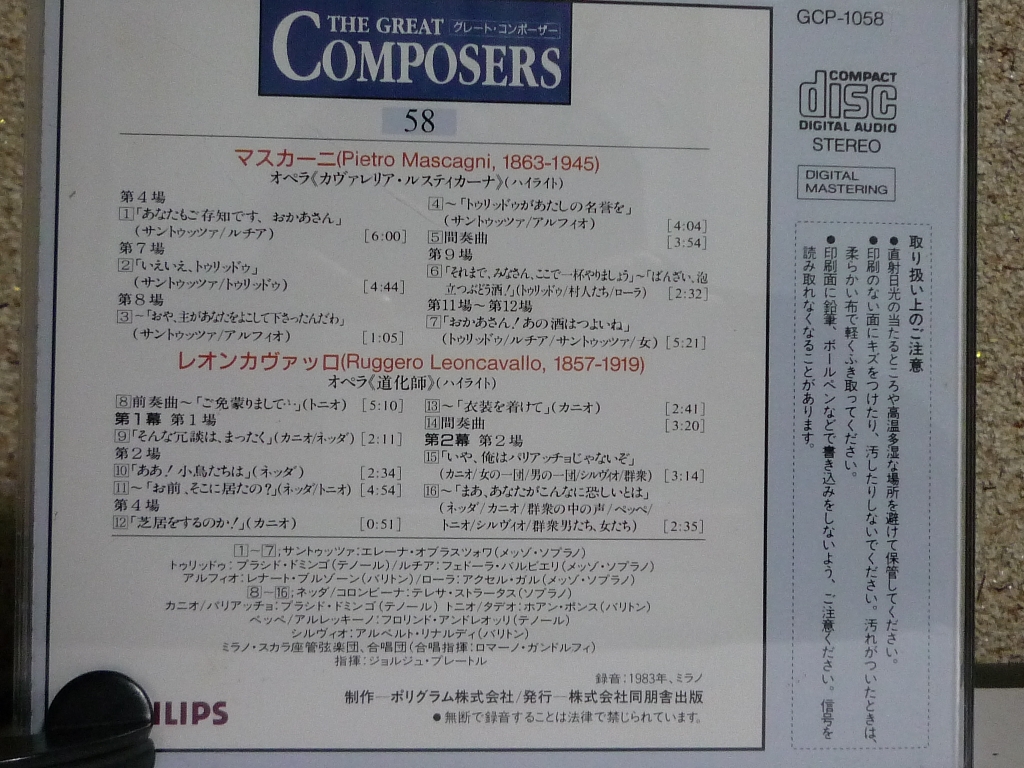 THE GREAT グレート・コンポーザー
COMPOSERS
58
マスカーニ(Pietro Mascagni, 1863-1945)
オペラ《カヴァレリア・ルスティカーナ》(ハイライト)
第4場
1「あなたもご存知です、おかあさん」
(サントゥッツァ/ルチア) [6:00]
第7場
2「いえいえ、トゥリッドゥ」
(サントゥッツァ/トゥリッドゥ) [4:44]
第8場
3～「おや、主があなたをよこして下さったんだわ」
(サントゥッツァ/アルフィオ) [1:05]
4～「トゥリッドゥがあたしの名誉を」
(サントゥッツァ/アルフィオ) [4:04]
5間奏曲 [3:54]
第9場
6「それまで、みなさん、ここで一杯やりましょう」～「ばんざい、泡
立つぶどう酒！」(トゥリッドゥ/村人たち/ローラ) [2:32]
第11場～第12場
7「おかあさん！あの酒はつよいね」
(トゥリッドゥ/ルチア/サントゥッツァ/女) [5:21]
レオンカヴァッロ(Ruggero Leoncavallo, 1857-1919)
オペラ《道化師》(ハイライト)
8前奏曲～「ご免蒙りまして…」(トニオ) [5:10]
第1幕 第1場
9「そんな冗談は、まったく」(カニオ/ネッダ) [2:11]
第2場
10「ああ！小鳥たちは」(ネッダ) [2:34]
11～「お前、そこに居たの？」(ネッダ/トニオ) [4:54]
第4場
12「芝居をするのか！」(カニオ) [0:51]
13～「衣装を着けて」(カニオ) [2:41]
14間奏曲 [3:20]
第2幕 第2場
15「いや、俺はパリアッチョじゃないぞ」
(カニオ/女の一団/男の一団/シルヴィオ/群衆) [3:14]
16～「まあ、あなたがこんなに恐しいとは」
(ネッダ/カニオ/群衆の中の声/ペッペ/
トニオ/シルヴィオ/群衆男たち、女たち) [2:35]
1－7；サントゥッツァ：エレーナ・オブラスツォワ(メッゾ・ソプラノ)
トゥリッドゥ：プラシド・ドミンゴ(テノール)/ルチア：フェドーラ・バルビエリ(メッゾ・ソプラノ)
アルフィオ：レナート・ブルゾーン(バリトン)/ローラ：アクセル・ガル(メッゾ・ソプラノ)
8－16；ネッダ/コロンビーナ：テレサ・ストラータス(ソプラノ)
カニオ/パリアッチョ：プラシド・ドミンゴ(テノール) トニオ/タデオ：ホアン・ポンス(バリトン)
ペッペ/アルレッキーノ：フロリンド・アンドレオッリ(テノール)
シルヴィオ：アルベルト・リナルディ(バリトン)
ミラノ・スカラ座管弦楽団、合唱団(合唱指揮：ロマーノ・ガンドルフィ)
指揮：ジョルジュ・プレートル
録音：1983年、ミラノ
制作―ポリグラム株式会社/発行―株式会社同朋舎出版
●無断で録音することは法律で禁じられています。
ILIPS
GCP-1058
COMPACT
disc
DIGITAL AUDIO
STEREO
DIGITAL
MASTERING
取り扱い上のご注意
●直射日光の当たるところや高温多湿な場所を避けて保管してください。
●印刷のない面にキズをつけたり、汚したりしないでください。汚れがついたときは、
柔らかい布で軽くふき取ってください。
●印刷面に鉛筆、ボールペンなどで書き込みをしないよう、ご注意ください。信号を
読み取れなくなることがあります。